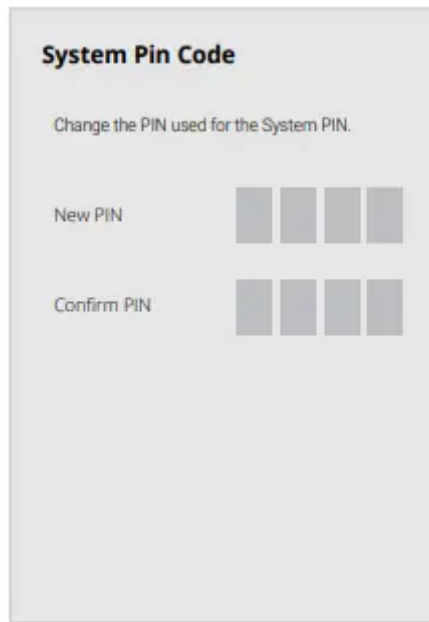 System Pin Code
Change the PIN used for the System PIN.
New PIN
Confirm PIN